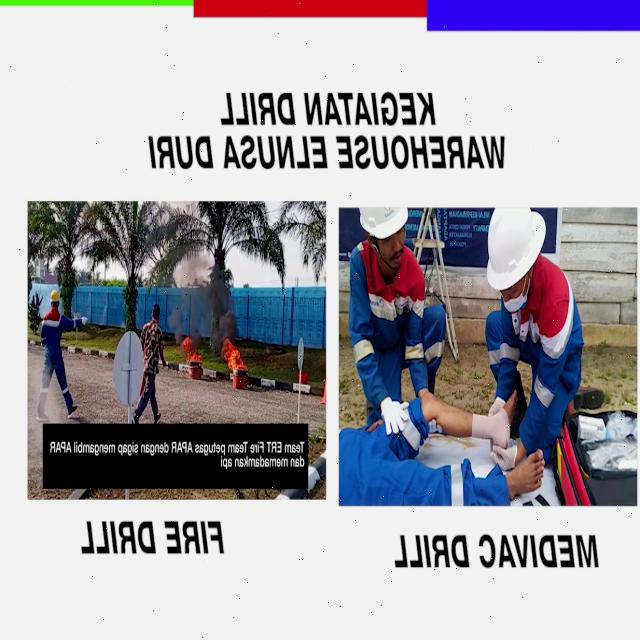 KEGIATAN DRILL
WAREHOUSE ELNUSA DURI
Team ERT Fire Team petugas APAR dengan sigap mengambil APAR
dan memadamkan api
FIRE DRILL
MEDIVAC DRILL